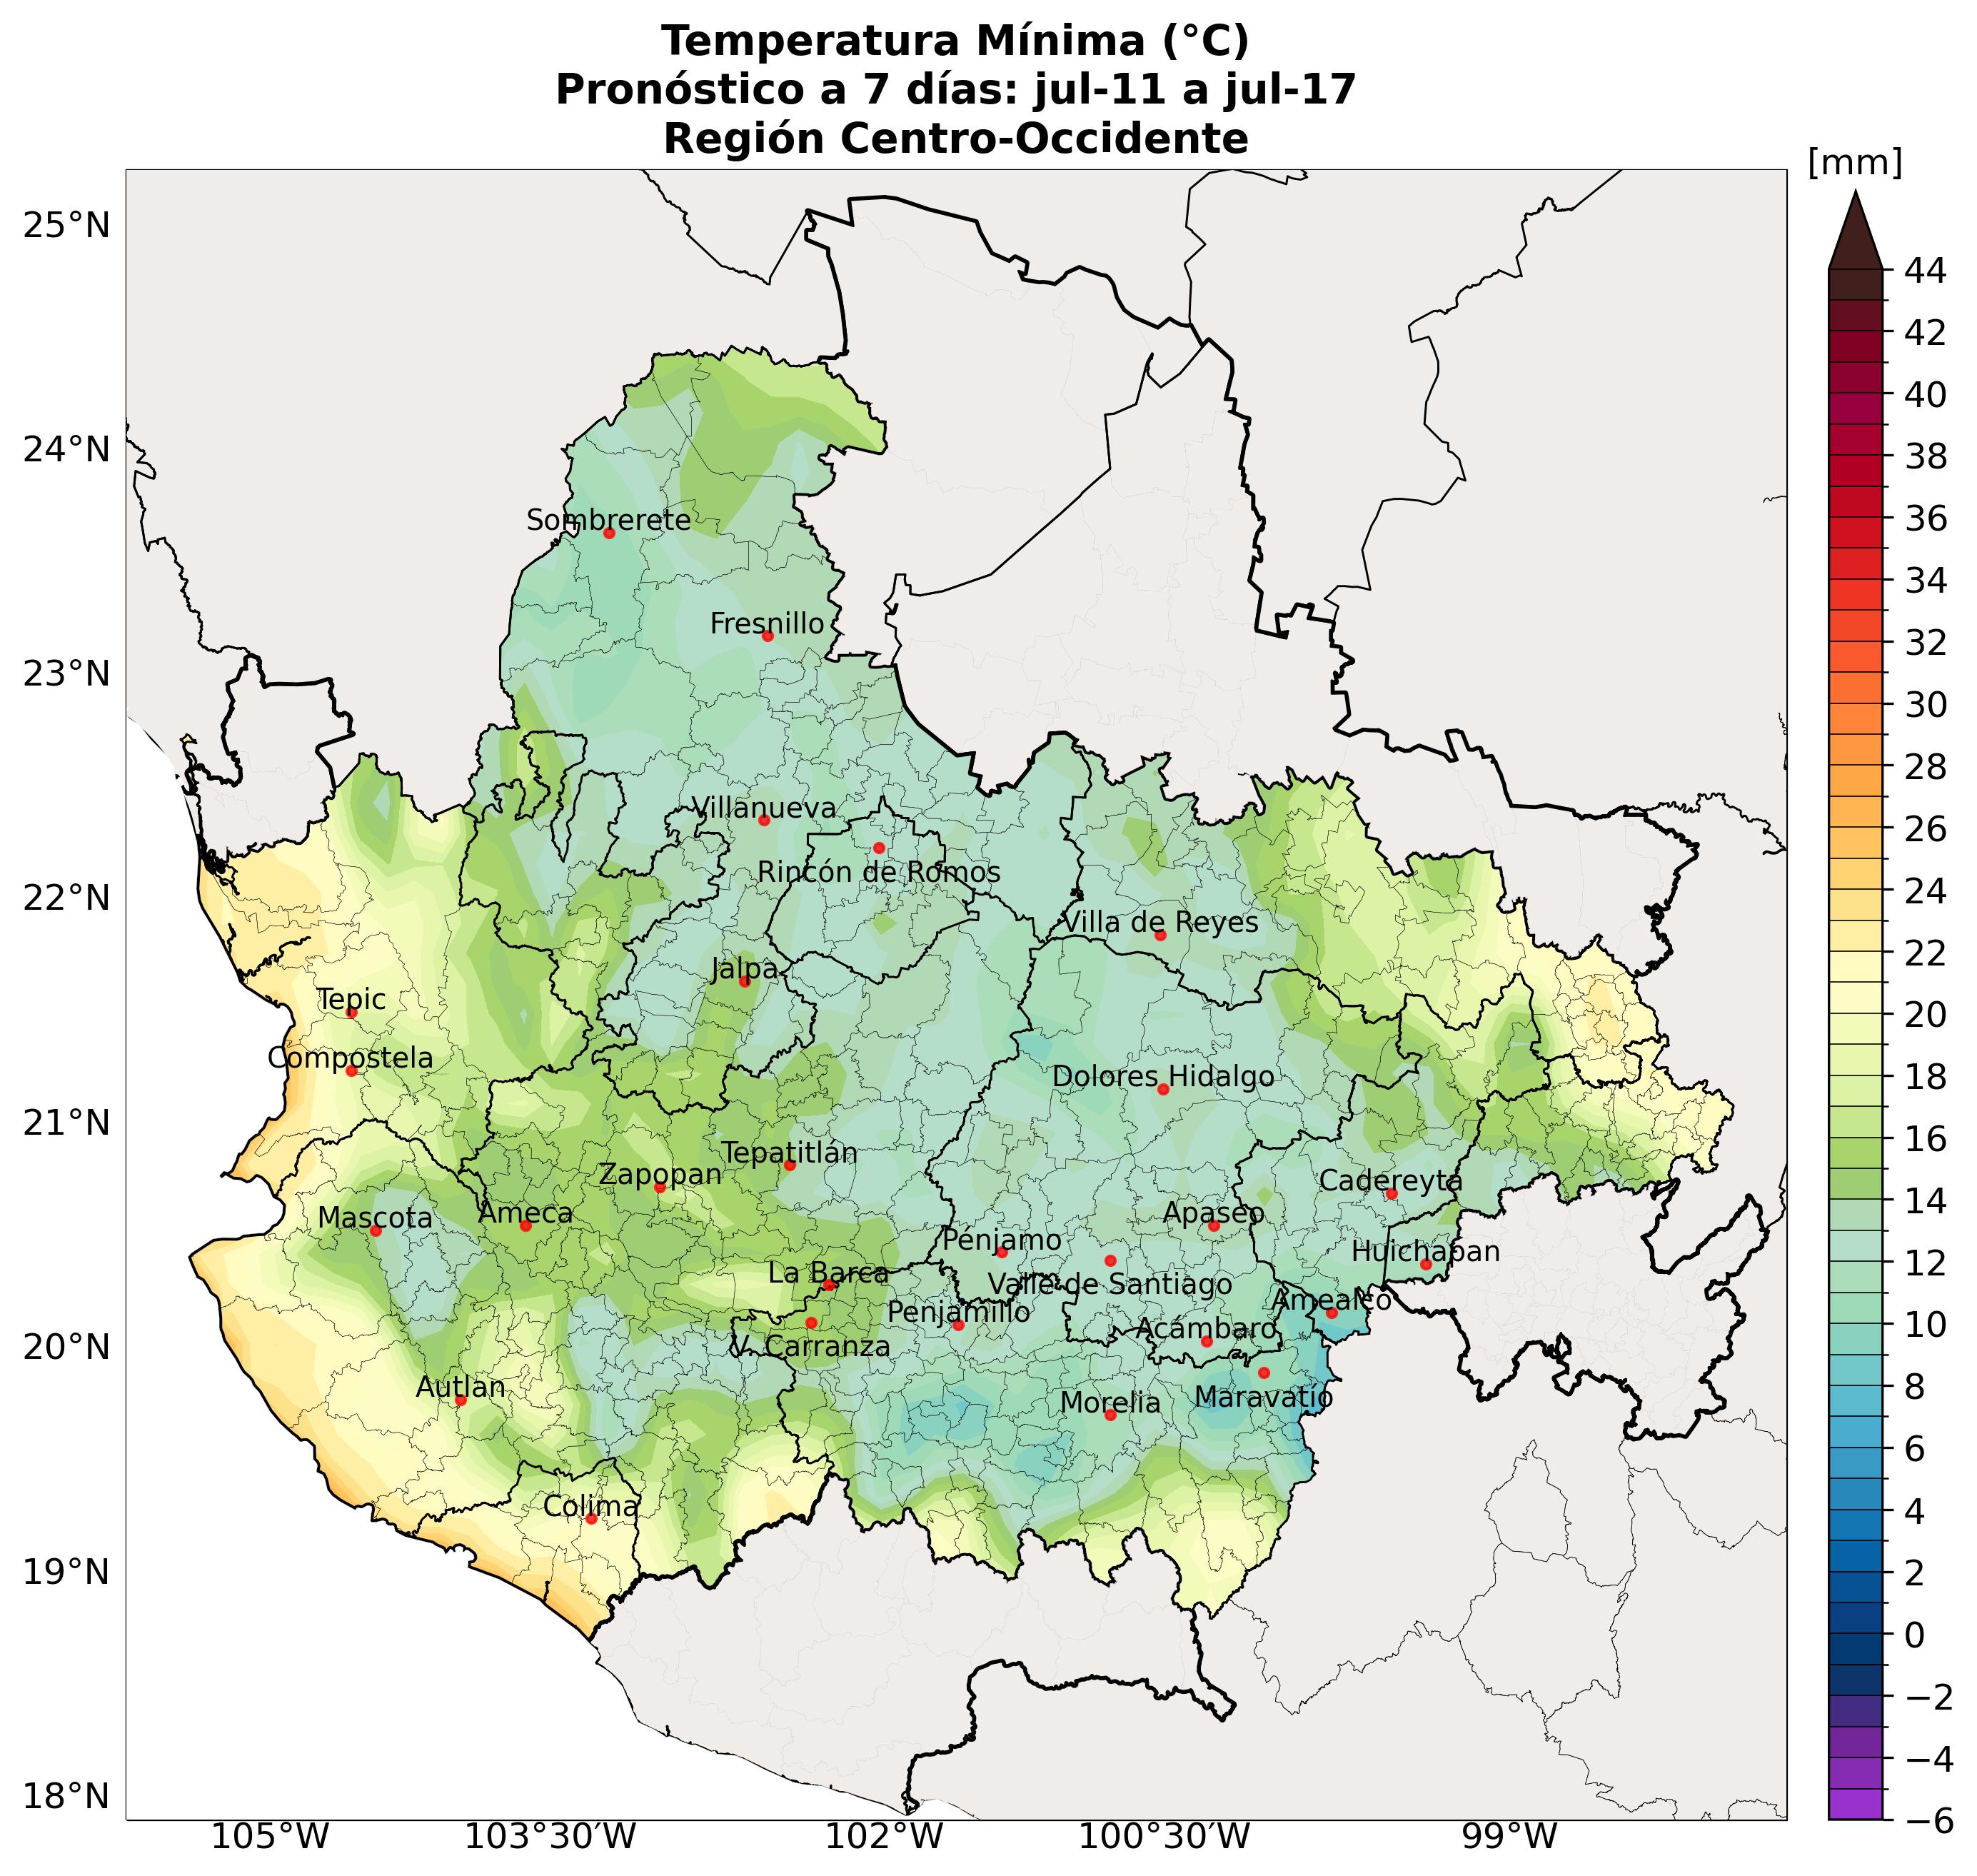 Temperatura Mínima (°C)
Pronóstico a 7 días: jul-11 a jul-17
Región Centro-Occidente
[mm]
25°N
24°N
23°N
22°N
21°N
20°N
19°N
18°N
Sombrerete
Fresnillo
Villanueva
Rincón de Romos
Villa de Reyes
Jalpa
Tepic
Compostela
Dolores Hidalgo
Tepatitlán
Zapopan
Cadereyta
Mascota
Ameca
Apaseo
Pénjamo
Huichapan
La Barca
Valle de Santiago
Amealco
Penjamillo
Acámbaro
V. Carranza
Autlan
Maravatío
Morelia
Colima
44
42
40
38
36
34
32
30
28
26
24
22
20
18
16
14
12
10
8
6
4
2
0
−2
−4
−6
105°W
103°30′W
102°W
100°30′W
99°W